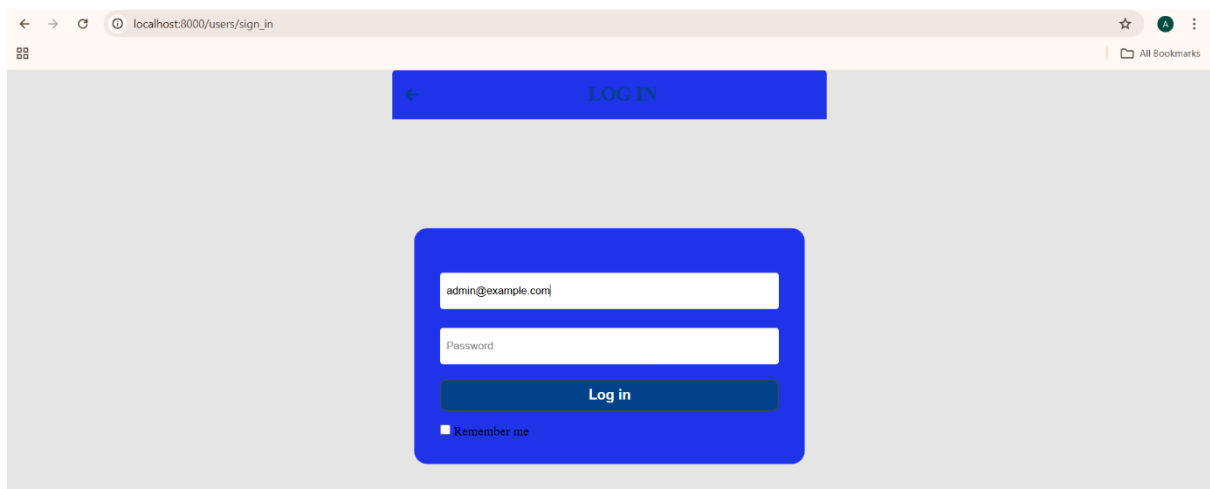 localhost:8000/users/sign_in
A
All Bookmarks
LOG IN
admin@example.com
Password
Log in
Remember me